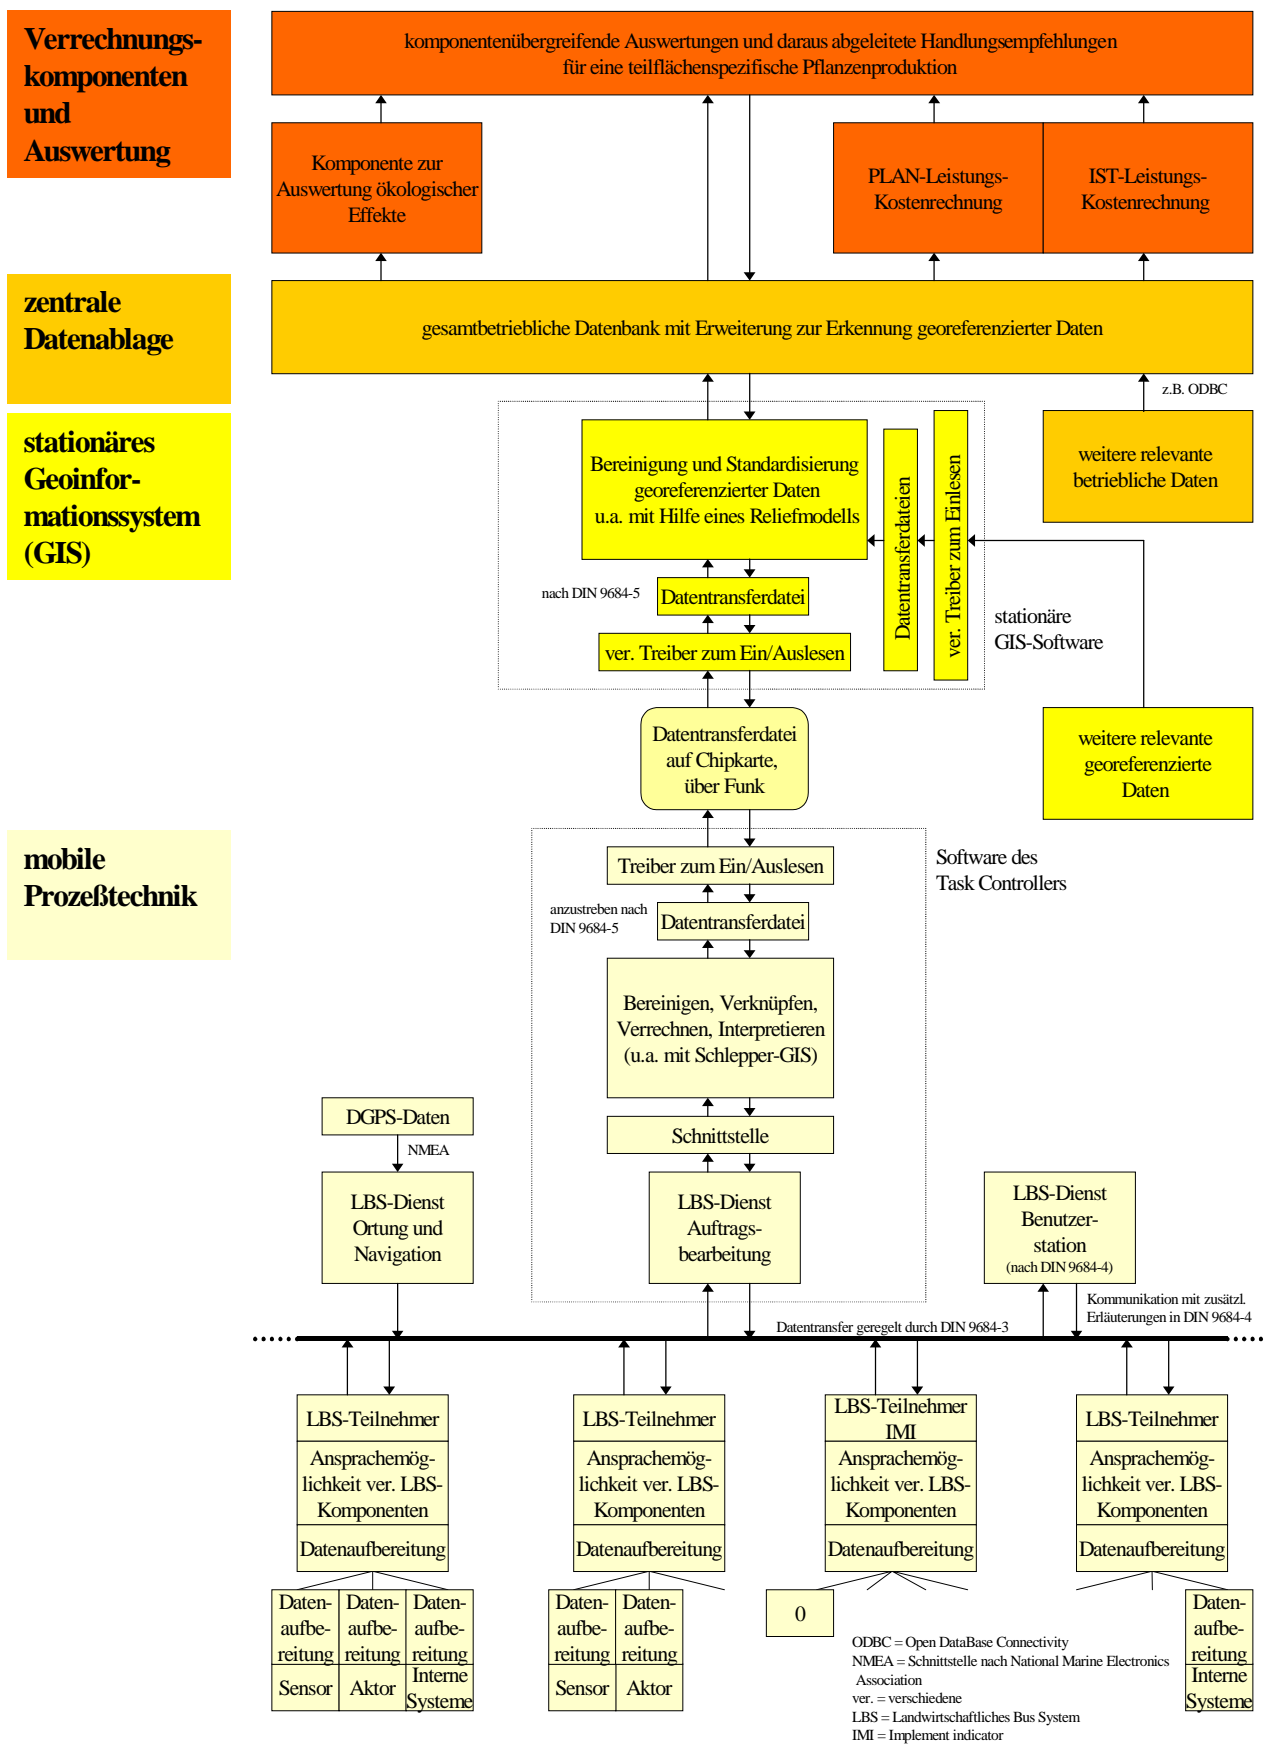 Verrechnungs-
komponenten
und
Auswertung
komponentenübergreifende Auswertungen und daraus abgeleitete Handlungsempfehlungen
für eine teilflächenspezifische Pflanzenproduktion
Komponente zur
Auswertung ökologischer
Effekte
PLAN-Leistungs-
Kostenrechnung
IST-Leistungs-
Kostenrechnung
zentrale
Datenablage
gesamtbetriebliche Datenbank mit Erweiterung zur Erkennung georeferenzierter Daten
z.B. ODBC
stationäres
Geoinfor-
mationssystem
(GIS)
Bereinigung und Standardisierung
georeferenzierter Daten
u.a. mit Hilfe eines Reliefmodells
Datentransferdateien
ver. Treiber zum Einlesen
weitere relevante
betriebliche Daten
nach DIN 9684-5
Datentransferdatei
ver. Treiber zum Ein/Auslesen
stationäre
GIS-Software
Datentransferdatei
auf Chipkarte,
über Funk
weitere relevante
georeferenzierte
Daten
mobile
Prozeßtechnik
Treiber zum Ein/Auslesen
Software des
Task Controllers
anzustreben nach
DIN 9684-5
Datentransferdatei
Bereinigen, Verknüpfen,
Verrechnen, Interpretieren
(u.a. mit Schlepper-GIS)
DGPS-Daten
NMEA
Schnittstelle
LBS-Dienst
Ortung und
Navigation
LBS-Dienst
Auftrags-
bearbeitung
LBS-Dienst
Benutzer-
station
(nach DIN 9684-4)
Kommunikation mit zusätzl.
Erläuterungen in DIN 9684-4
Datentransfer geregelt durch DIN 9684-3
LBS-Teilnehmer
Ansprachemög-
lichkeit ver. LBS-
Komponenten
Datenaufbereitung
Daten-
aufbe-
reitung
Sensor
Daten-
aufbe-
reitung
Aktor
Daten-
aufbe-
reitung
Interne
Systeme
LBS-Teilnehmer
Ansprachemög-
lichkeit ver. LBS-
Komponenten
Datenaufbereitung
Daten-
aufbe-
reitung
Sensor
Daten-
aufbe-
reitung
Aktor
LBS-Teilnehmer
IMI
Ansprachemög-
lichkeit ver. LBS-
Komponenten
Datenaufbereitung
0
LBS-Teilnehmer
Ansprachemög-
lichkeit ver. LBS-
Komponenten
Datenaufbereitung
Daten-
aufbe-
reitung
Interne
Systeme
ODBC = Open DataBase Connectivity
NMEA = Schnittstelle nach National Marine Electronics
Association
ver. = verschiedene
LBS = Landwirtschaftliches Bus System
IMI = Implement indicator